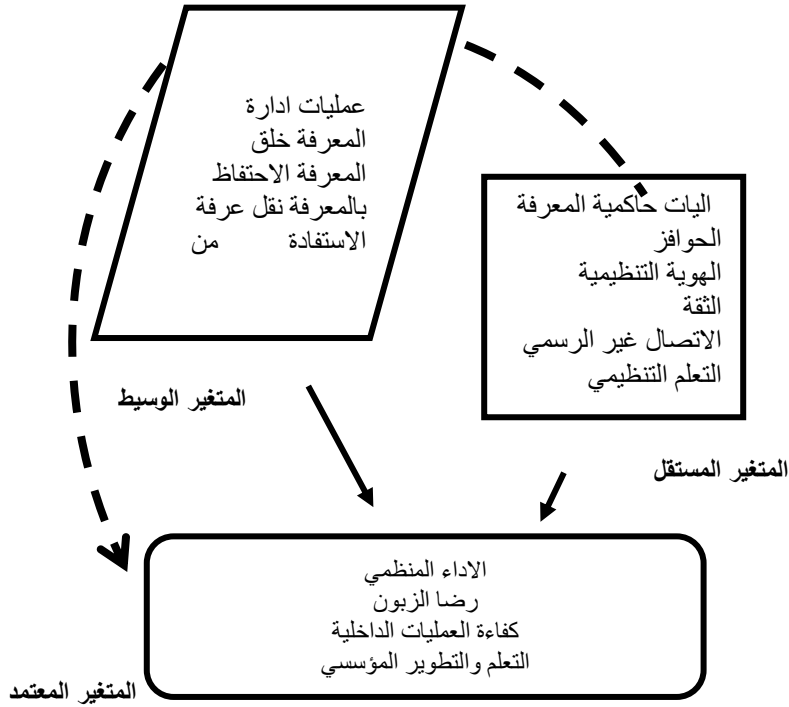 عمليات ادارة
المعرفة خلق
المعرفة الاحتفاظ
بالمعرفة نقل عرفة
الاستفادة من
اليات حاكمية المعرفة
الحوافز
الهوية التنظيمية
الثقة
الاتصال غير الرسمي
التعلم التنظيمي
المتغير الوسيط
المتغير المستقل
الاداء المنظمي
رضا الزبون
كفاءة العمليات الداخلية
التعلم والتطوير المؤسسي
المتغير المعتمد